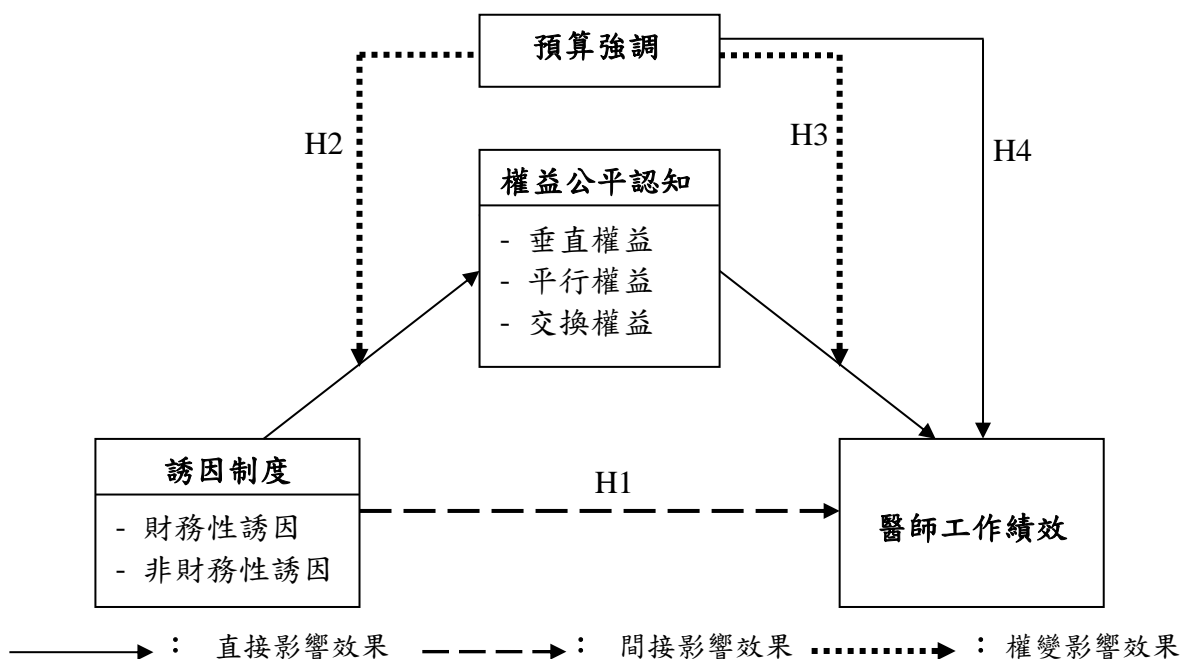 預算強調
H2
H3
H4
權益公平認知
- 垂直權益
- 平行權益
- 交換權益
誘因制度
- 財務性誘因
- 非財務性誘因
H1
醫師工作績效
： 直接影響效果 ： 間接影響效果 ： 權變影響效果